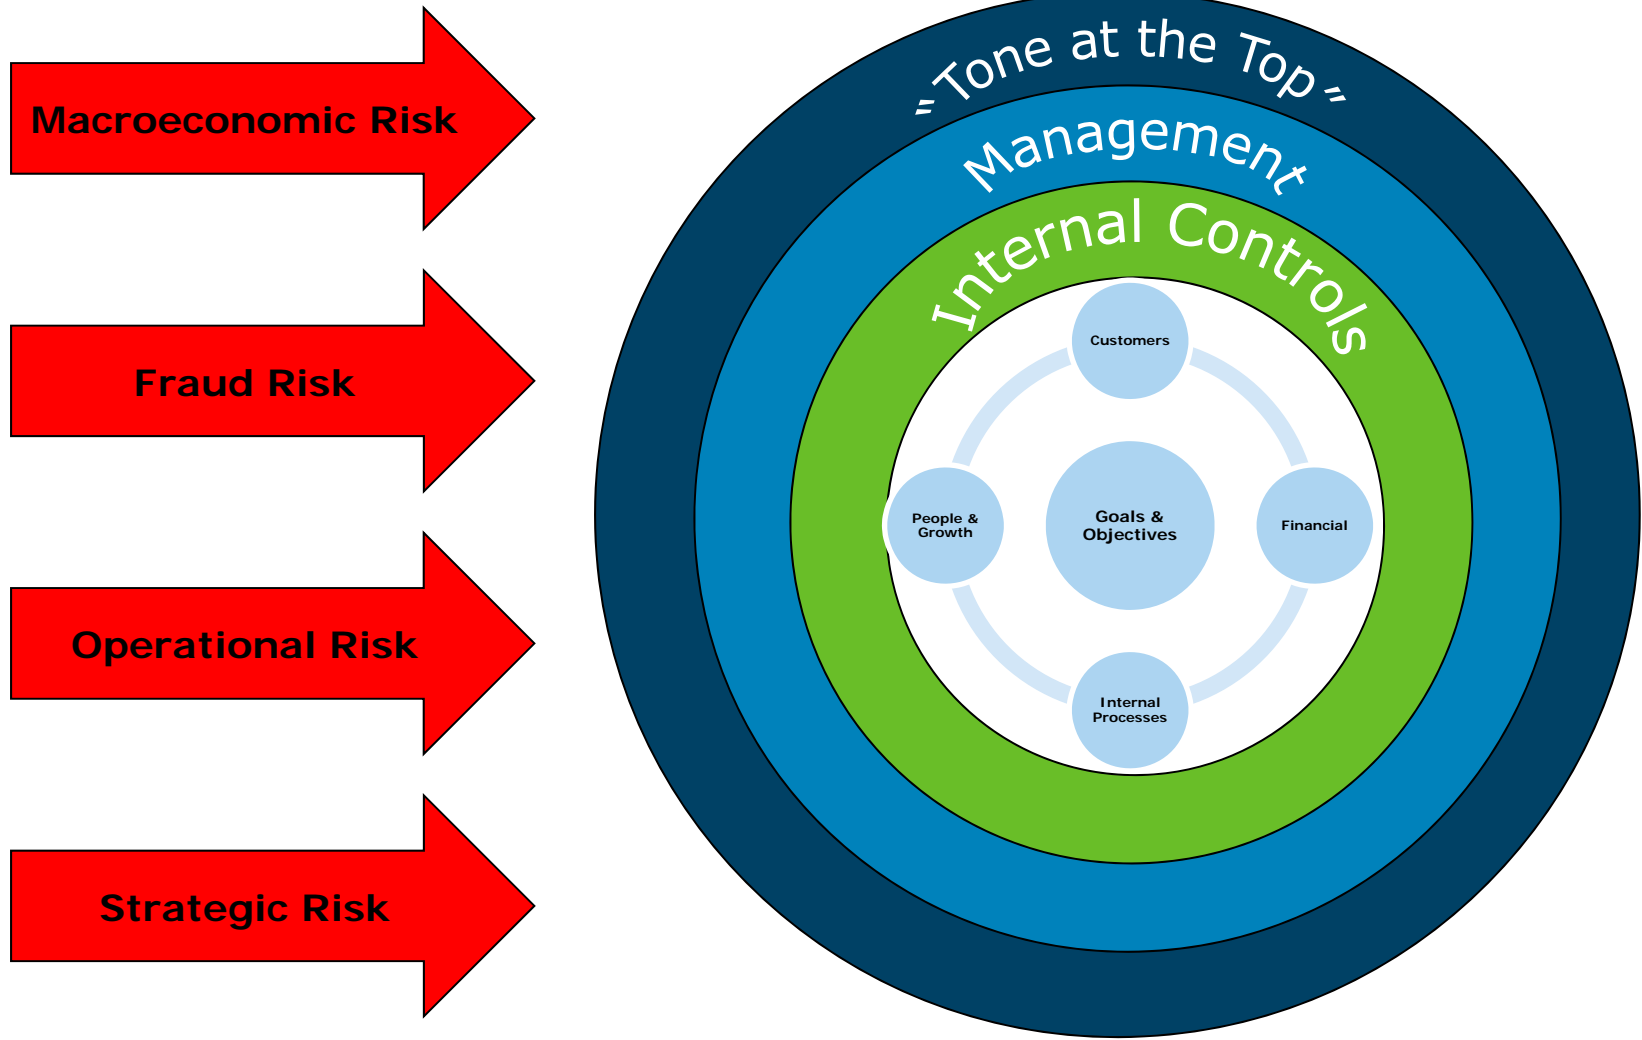 Macroeconomic Risk
Fraud Risk
Operational Risk
Strategic Risk
"Tone at the Top"
Management
Internal Controls
Customers
People &
Growth
Goals &
Objectives
Financial
Internal
Processes